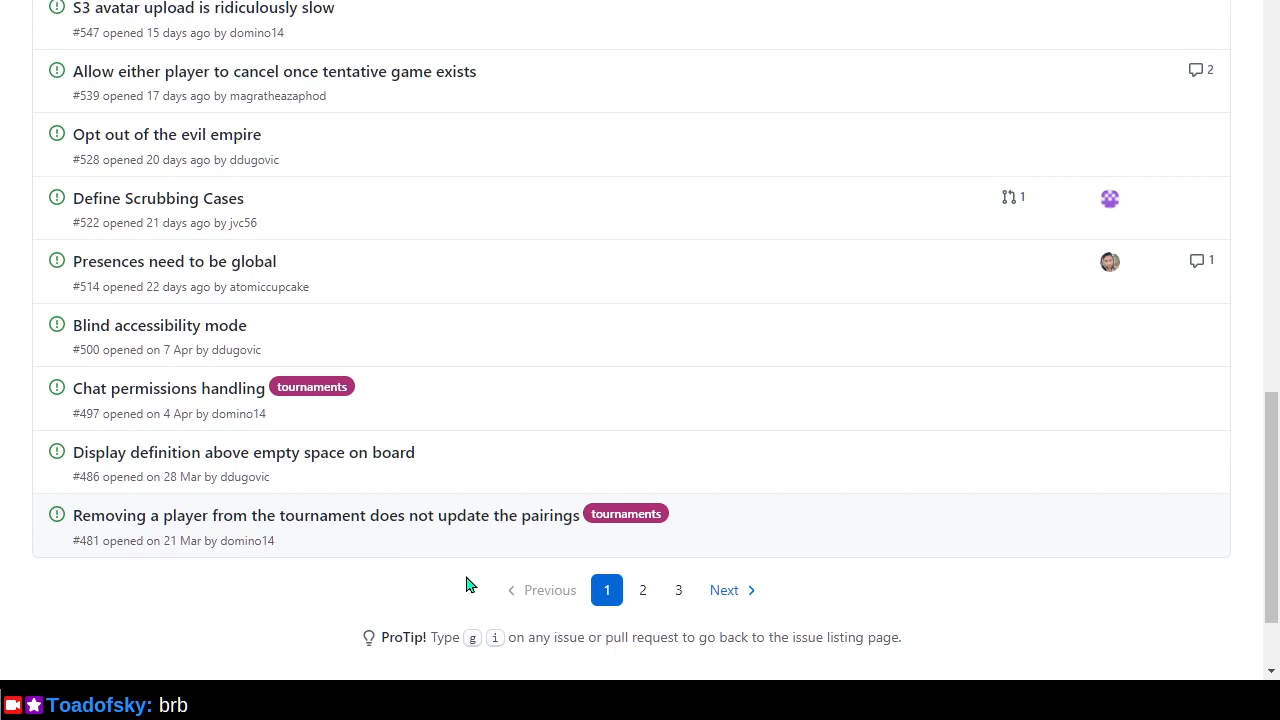 S3 avatar upload is ridiculously slow
#547 opened 15 days ago by domino14
Allow either player to cancel once tentative game exists
2
#539 opened 17 days ago by magratheazaphod
Opt out of the evil empire
#528 opened 20 days ago by ddugovic
Define Scrubbing Cases
1
#522 opened 21 days ago by jvc56
Presences need to be global
1
#514 opened 22 days ago by atomiccupcake
Blind accessibility mode
#500 opened on 7 Apr by ddugovic
Chat permissions handling tournaments
#497 opened on 4 Apr by domino14
Display definition above empty space on board
#486 opened on 28 Mar by ddugovic
Removing a player from the tournament does not update the pairings tournaments
#481 opened on 21 Mar by domino14
Previous 1 2 3 Next
ProTip! Type g i on any issue or pull request to go back to the issue listing page.
Toadofsky: brb